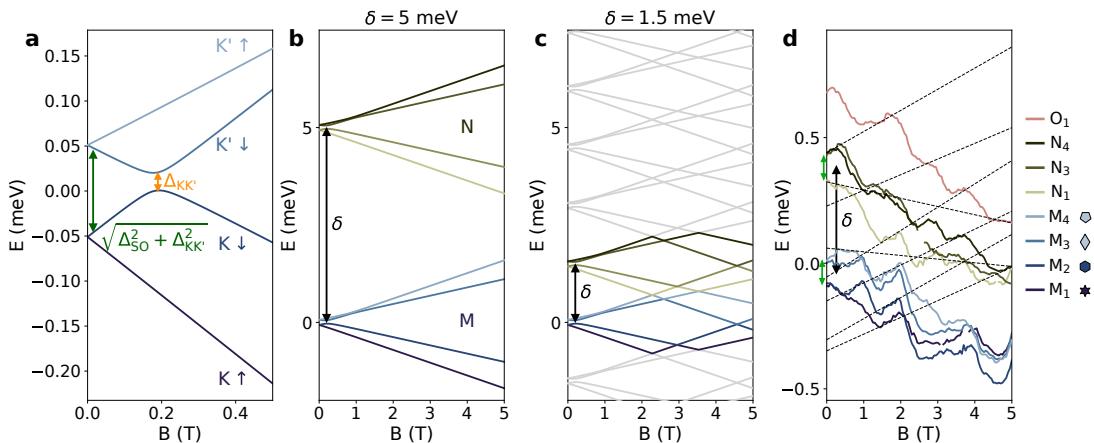 δ = 5 meV
δ = 1.5 meV
a
b
c
d
E (meV)
0.15
0.10
0.05
0.00
−0.05
−0.10
−0.15
−0.20
K' ↑
K' ↓
Δ_KK'
√(Δ²_SO + Δ²_KK')
K ↓
K ↑
0.0
0.2
0.4
B (T)
E (meV)
5
0
N
δ
M
0 1 2 3 4 5
B (T)
E (meV)
5
0
δ
0 1 2 3 4 5
B (T)
E (meV)
0.5
0.0
−0.5
δ
0 1 2 3 4 5
B (T)
O₁
N₄
N₃
N₁
M₄
M₃
M₂
M₁